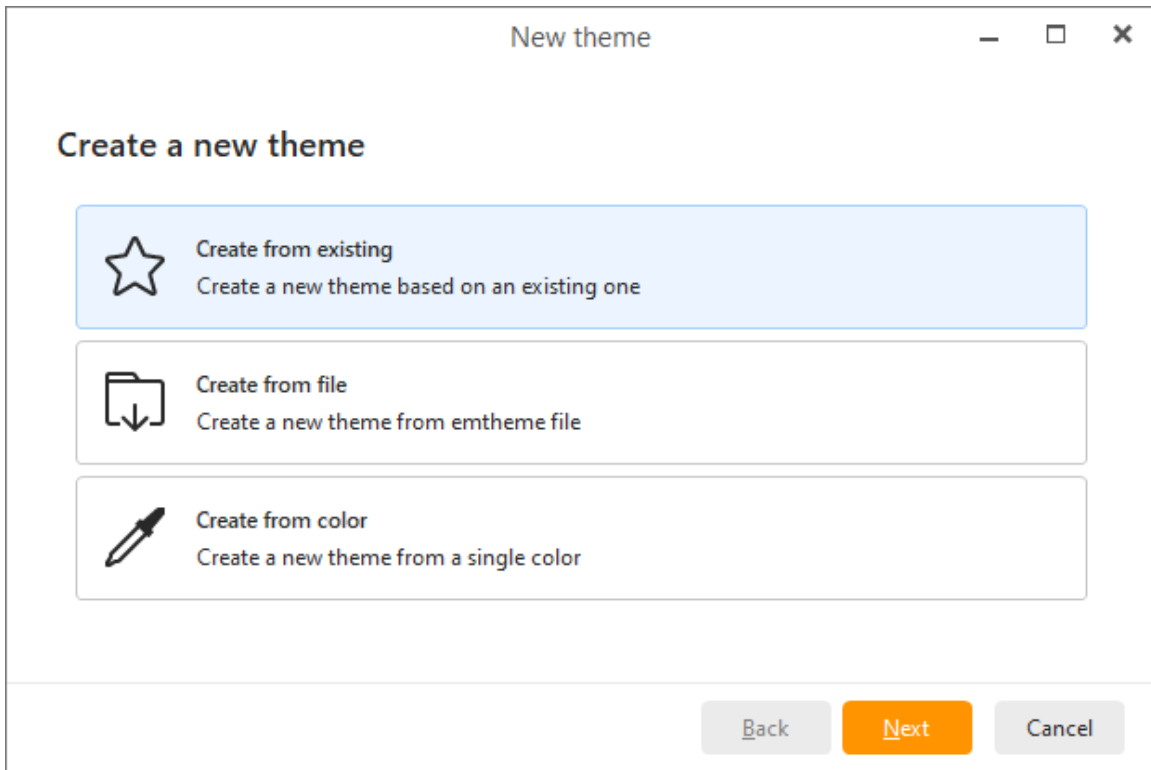 New theme
Create a new theme
Create from existing
Create a new theme based on an existing one
Create from file
Create a new theme from emtheme file
Create from color
Create a new theme from a single color
Back Next Cancel